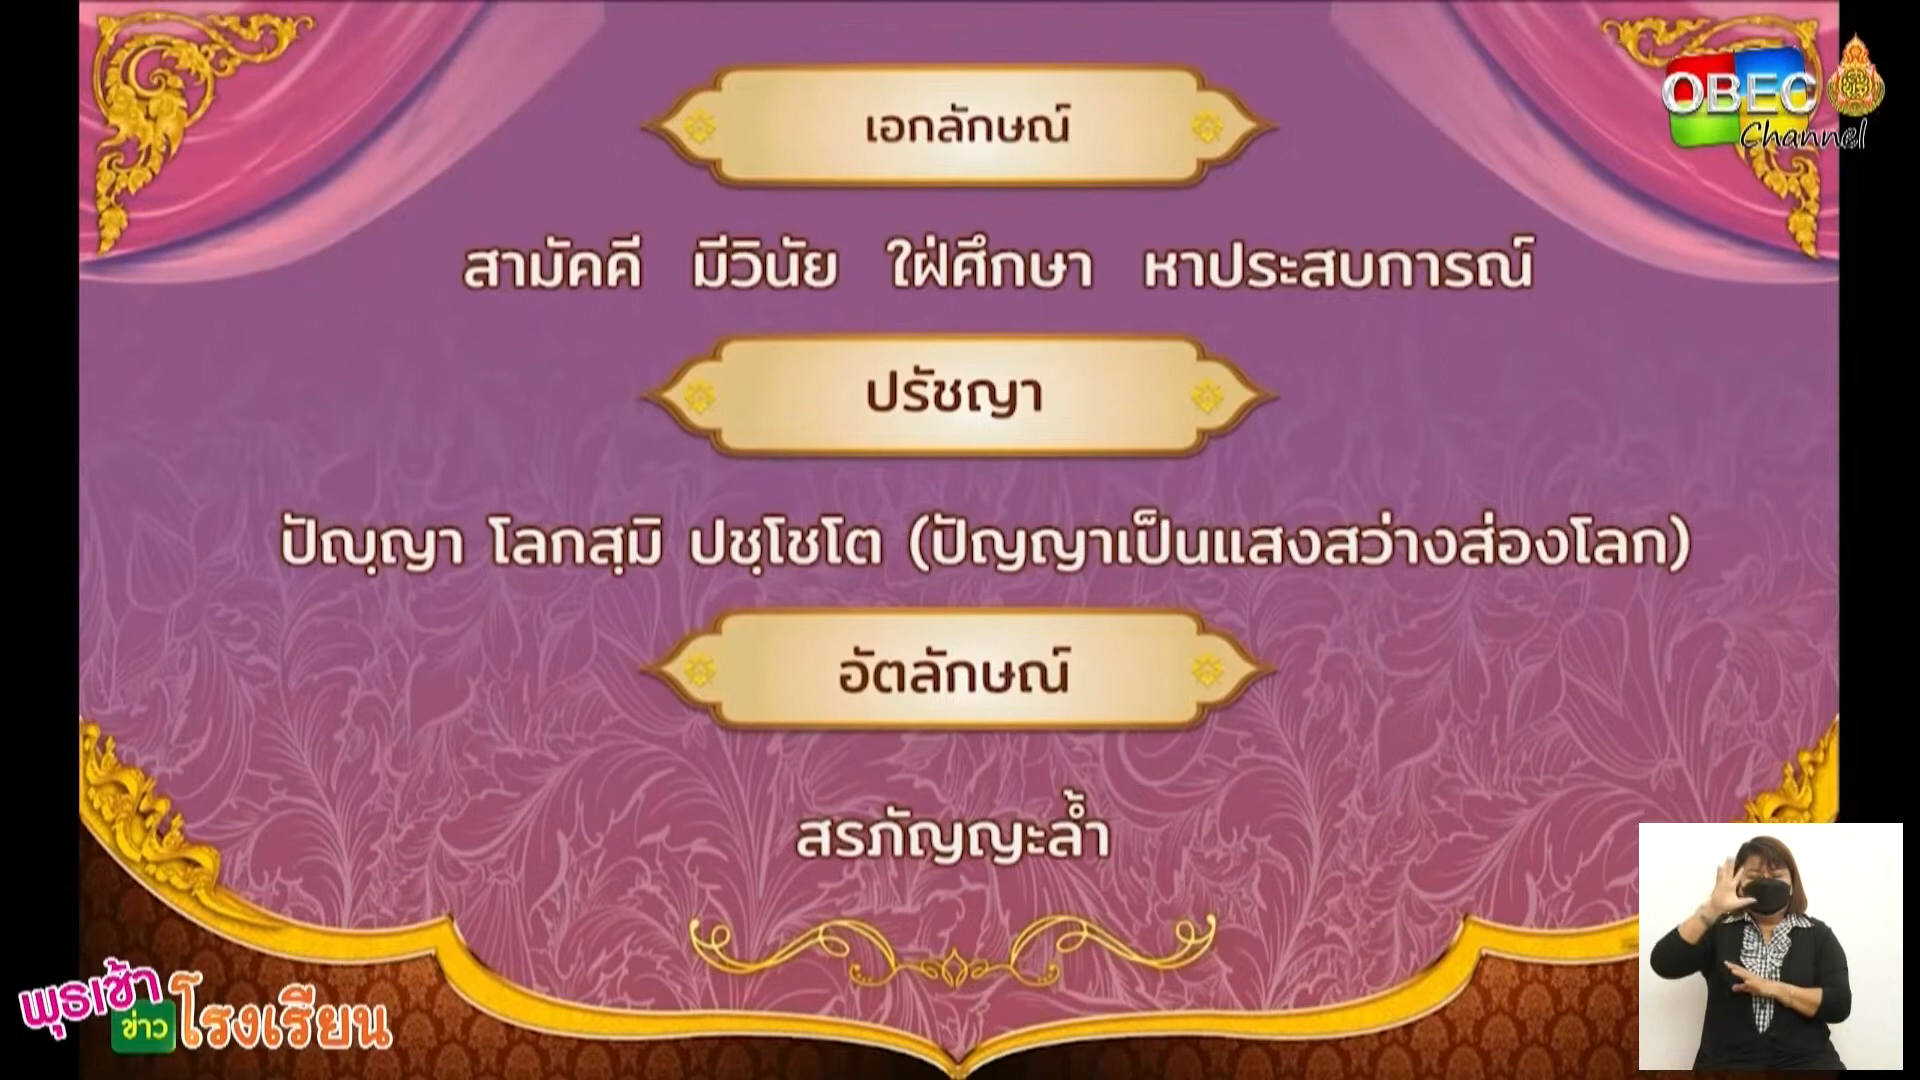 OBEC
Channel
เอกลักษณ์
สามัคคี มีวินัย ใฝ่ศึกษา หาประสบการณ์
ปรัชญา
ปัญฺญา โลกสฺมิ ปชฺโชโต (ปัญญาเป็นแสงสว่างส่องโลก)
อัตลักษณ์
สรภัญญะล้ำ
พุธเช้า
ข่าวโรงเรียน